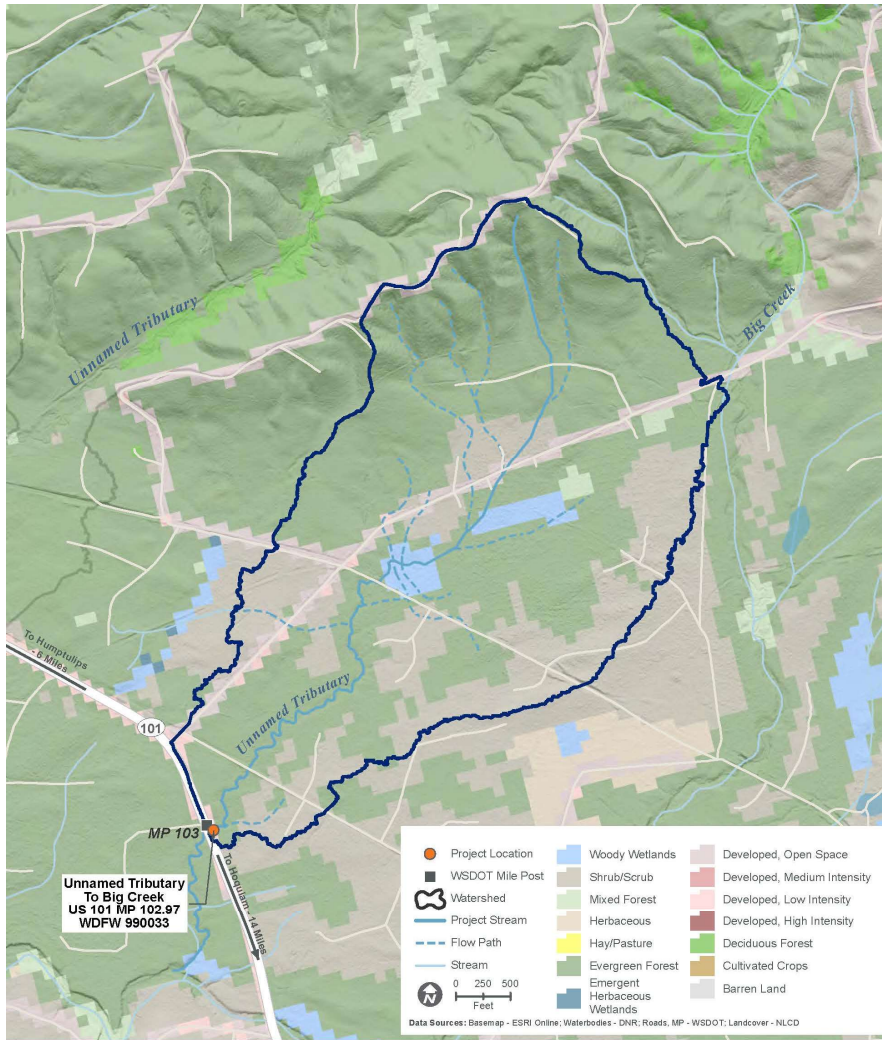 Unnamed Tributary
Big Creek
To Humptulips
- 6 Miles
101
Unnamed Tributary
MP 103
To Hoquiam - 14 Miles
Unnamed Tributary
To Big Creek
US 101 MP 102.97
WDFW 990033
Project Location
WSDOT Mile Post
Watershed
Project Stream
Flow Path
Stream
N
0 250 500
Feet
Woody Wetlands
Shrub/Scrub
Mixed Forest
Herbaceous
Hay/Pasture
Evergreen Forest
Emergent
Herbaceous
Wetlands
Developed, Open Space
Developed, Medium Intensity
Developed, Low Intensity
Developed, High Intensity
Deciduous Forest
Cultivated Crops
Barren Land
Data Sources: Basemap - ESRI Online; Waterbodies - DNR; Roads, MP - WSDOT; Landcover - NLCD